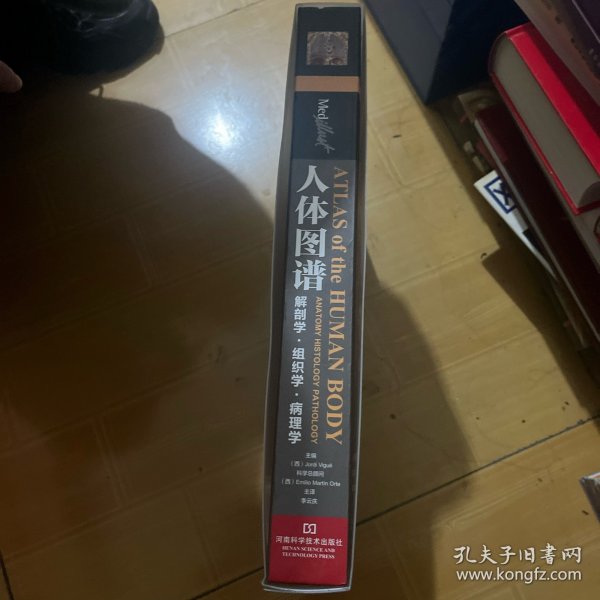 Med
illust
人体图谱
ATLAS of the HUMAN BODY
ANATOMY HISTOLOGY PATHOLOGY
解剖学·组织学·病理学
主编
（西）Jordi Vigué
科学总顾问
（西）Emilio Martín Orte
主译
李云庆
河南科学技术出版社
HENAN SCIENCE AND
TECHNOLOGY PRESS
孔夫子旧书网
www.kongfz.com